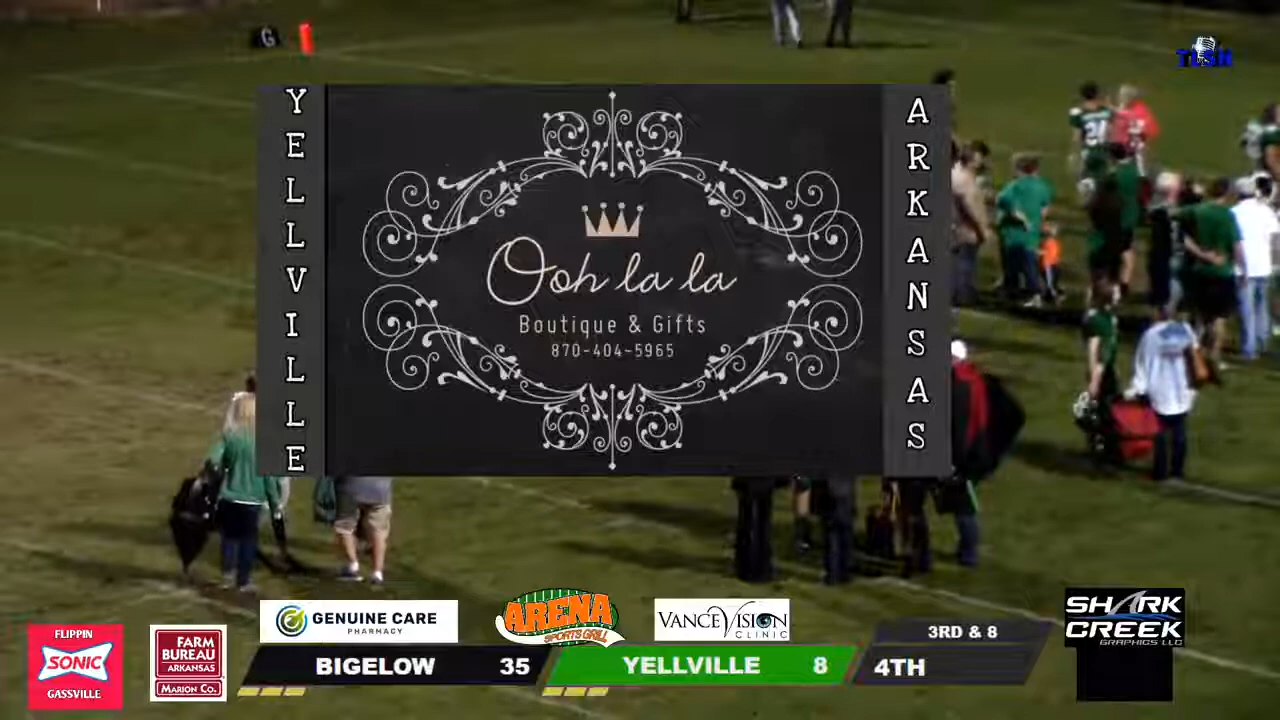 G
TLSN
YELLVILLE
ARKANSAS
Ooh la la
Boutique & Gifts
870-404-5965
24
GENUINE CARE
PHARMACY
ARENA
SPORTS GRILL
VANCE VISION
CLINIC
3RD & 8
SHARK
CREEK
GRAPHICS LLC
FLIPPIN
SONIC
GASSVILLE
FARM
BUREAU
ARKANSAS
MARION CO.
BIGELOW 35
YELLVILLE 8
4TH